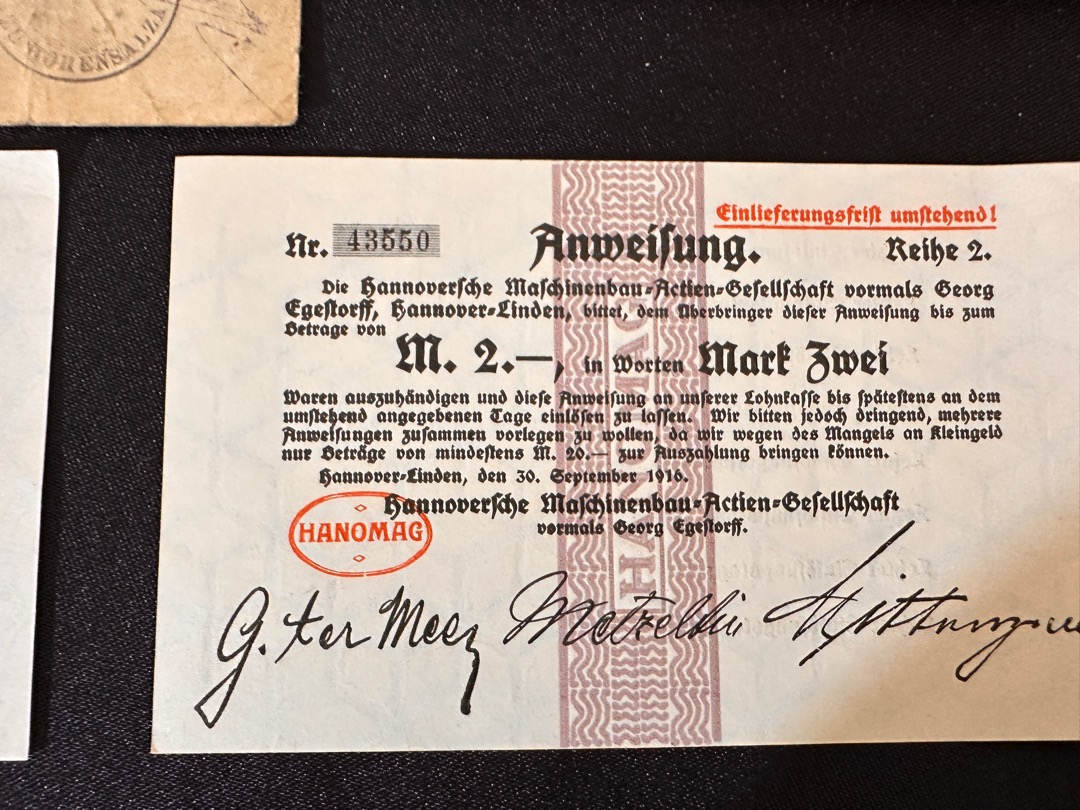 HOHENSALZA
Einlieferungsfrist umstehend!
Nr. 43550 Anweisung. Reihe 2.
Die Hannoversche Maschinenbau-Actien-Gesellschaft vormals Georg
Egestorff, Hannover-Linden, bittet, dem Überbringer dieser Anweisung bis zum
Betrage von
M. 2.—, in Worten Mark Zwei
Waren auszuhändigen und diese Anweisung an unserer Lohnkasse bis spätestens an dem
umstehend angegebenen Tage einlösen zu lassen. Wir bitten jedoch dringend, mehrere
Anweisungen zusammen vorlegen zu wollen, da wir wegen des Mangels an Kleingeld
nur Beträge von mindestens M. 20.— zur Auszahlung bringen können.
Hannover-Linden, den 30. September 1916.
Hannoversche Maschinenbau-Actien-Gesellschaft
vormals Georg Egestorff.
HANOMAG
HANOMAG
G. ter Meer Metzeltin